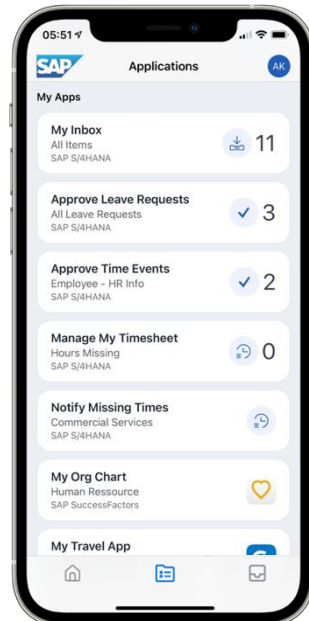 05:51
SAP
Applications
AK
My Apps
My Inbox
All Items
SAP S/4HANA
11
Approve Leave Requests
All Leave Requests
SAP S/4HANA
3
Approve Time Events
Employee - HR Info
SAP S/4HANA
2
Manage My Timesheet
Hours Missing
SAP S/4HANA
0
Notify Missing Times
Commercial Services
SAP S/4HANA
My Org Chart
Human Ressource
SAP SuccessFactors
My Travel App